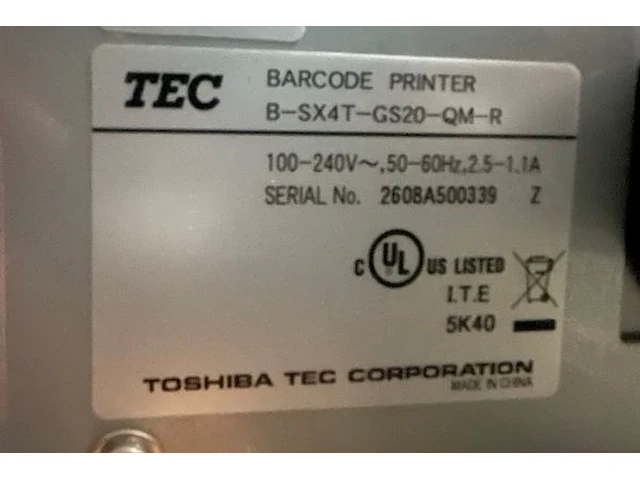 TEC
BARCODE PRINTER
B-SX4T-GS20-QM-R
100-240V~,50-60Hz,2.5-1.1A
SERIAL No. 2608A500339 Z
C UL US LISTED
I.T.E
5K40
TOSHIBA TEC CORPORATION
MADE IN CHINA